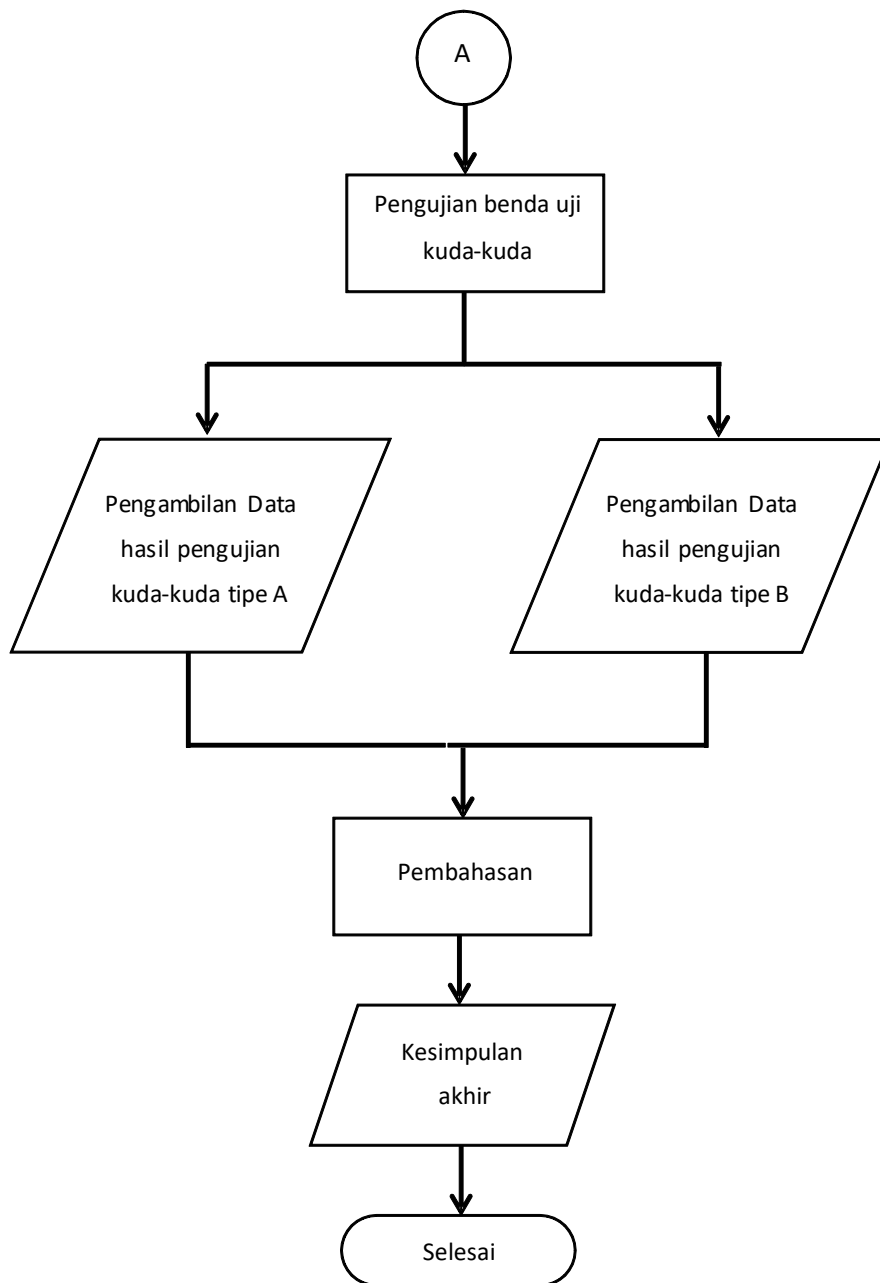 A
Pengujian benda uji
kuda-kuda
Pengambilan Data
hasil pengujian
kuda-kuda tipe A
Pengambilan Data
hasil pengujian
kuda-kuda tipe B
Pembahasan
Kesimpulan
akhir
Selesai